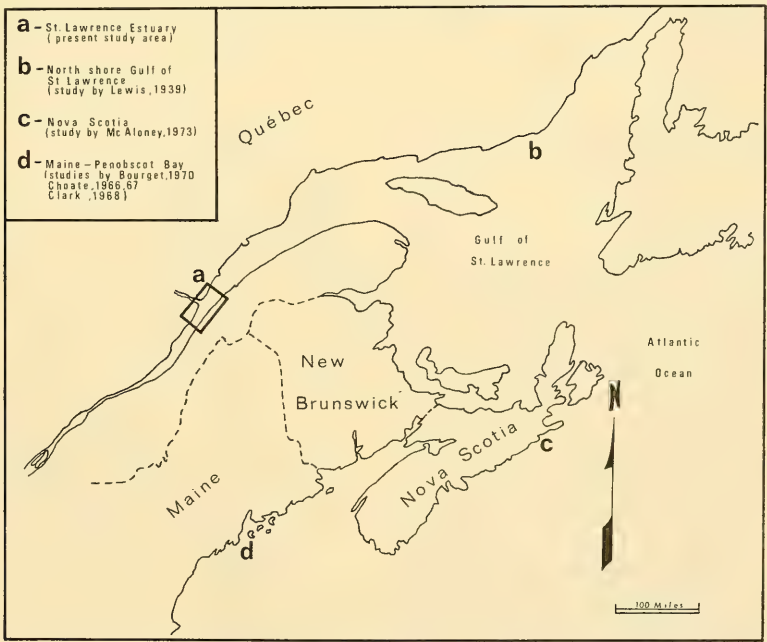 a - St. Lawrence Estuary
(present study area)
b - North shore Gulf of
St Lawrence
(study by Lewis,1939)
c - Nova Scotia
(study by McAloney,1973)
d - Maine - Penobscot Bay
(studies by Bourget,1970
Choate,1966,67
Clark ,1968)
Québec
b
Gulf of
St. Lawrence
a
Atlantic
Ocean
New
Brunswick
N
Nova Scotia
c
Maine
d
100 Miles